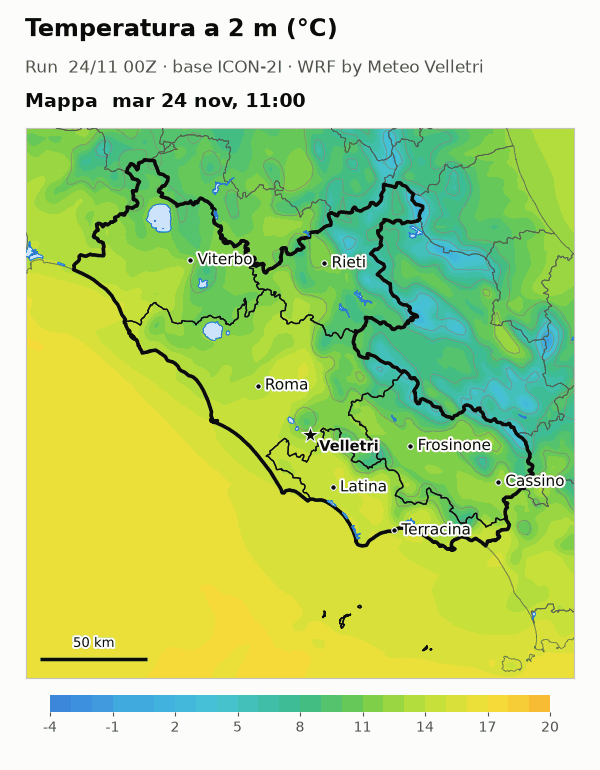 Temperatura a 2 m (°C)
Run  24/11 00Z · base ICON-2I · WRF by Meteo Velletri
Mappa  mar 24 nov, 11:00
Viterbo
Rieti
Roma
Velletri
Frosinone
Cassino
Latina
Terracina
50 km
-4 -1 2 5 8 11 14 17 20